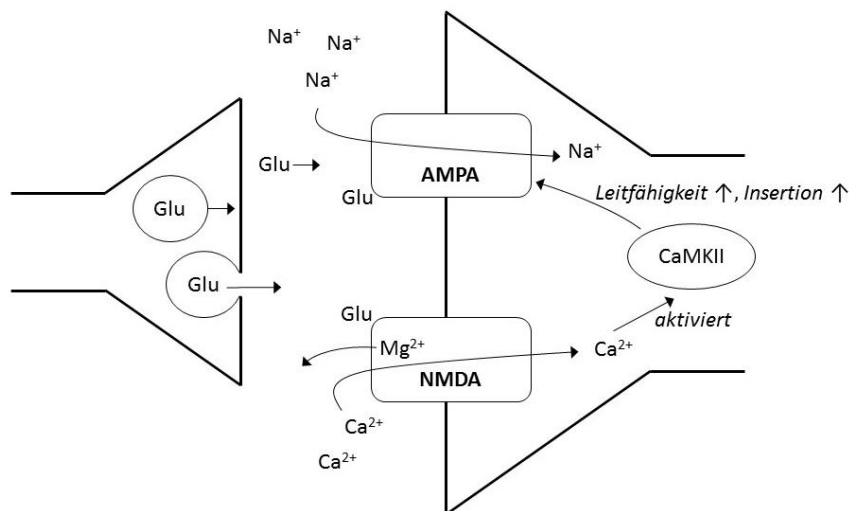 Na⁺
Na⁺
Na⁺
Glu
Na⁺
AMPA
Glu
Leitfähigkeit ↑, Insertion ↑
Glu
CaMKII
Glu
Glu
aktiviert
Mg²⁺
Ca²⁺
NMDA
Ca²⁺
Ca²⁺